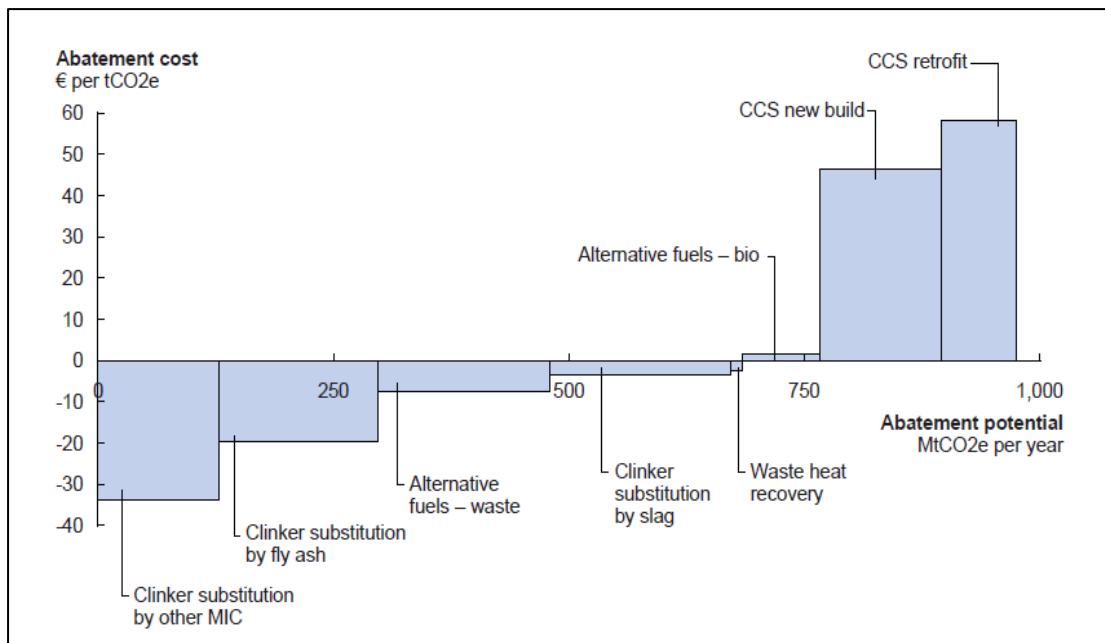 Abatement cost
€ per tCO2e
CCS retrofit
CCS new build
60
50
40
30
20
10
0
-10
-20
-30
-40
Alternative fuels – bio
0
250
500
750
1,000
Abatement potential
MtCO2e per year
Alternative
fuels – waste
Clinker
substitution
by slag
Waste heat
recovery
Clinker substitution
by fly ash
Clinker substitution
by other MIC